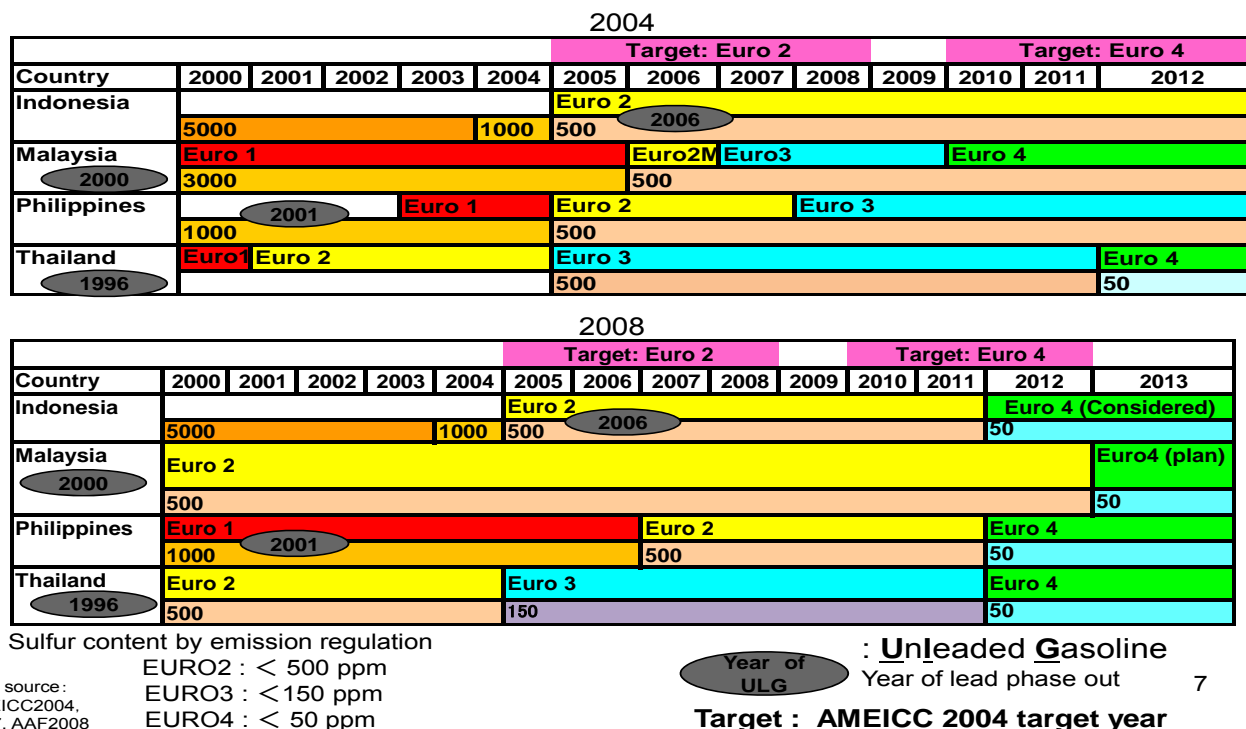 2004
Target: Euro 2 Target: Euro 4
Country 2000 2001 2002 2003 2004 2005 2006 2007 2008 2009 2010 2011 2012
Indonesia Euro 2
2006
5000 1000 500
Malaysia Euro 1 Euro2M Euro3 Euro 4
2000 3000 500
Philippines Euro 1 Euro 2 Euro 3
2001
1000 500
Thailand Euro1 Euro 2 Euro 3 Euro 4
1996 500 50
2008
Target: Euro 2 Target: Euro 4
Country 2000 2001 2002 2003 2004 2005 2006 2007 2008 2009 2010 2011 2012 2013
Indonesia Euro 2 Euro 4 (Considered)
2006
5000 1000 500 50
Malaysia Euro 2 Euro4 (plan)
2000
500 50
Philippines Euro 1 Euro 2 Euro 4
2001
1000 500 50
Thailand Euro 2 Euro 3 Euro 4
1996 500 150 50
Sulfur content by emission regulation
EURO2 : < 500 ppm
EURO3 : <150 ppm
EURO4 : < 50 ppm
source :
ICC2004,
AAF2008
Year of
ULG
: UnIeaded Gasoline
Year of lead phase out
7
Target : AMEICC 2004 target year